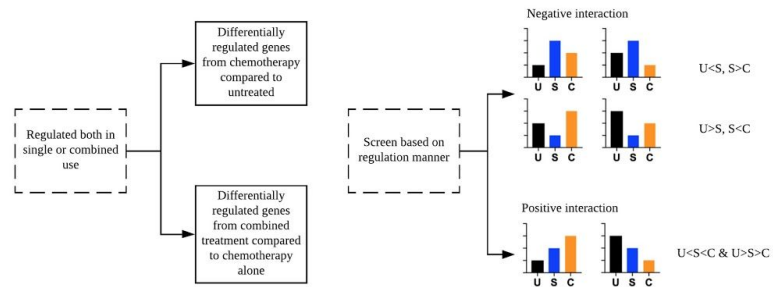 Regulated both in
single or combined
use
Differentially
regulated genes
from chemotherapy
compared to
untreated
Differentially
regulated genes
from combined
treatment compared
to chemotherapy
alone
Screen based on
regulation manner
Negative interaction
U S C
U S C
U<S, S>C
U S C
U S C
U>S, S<C
Positive interaction
U S C
U S C
U<S<C & U>S>C